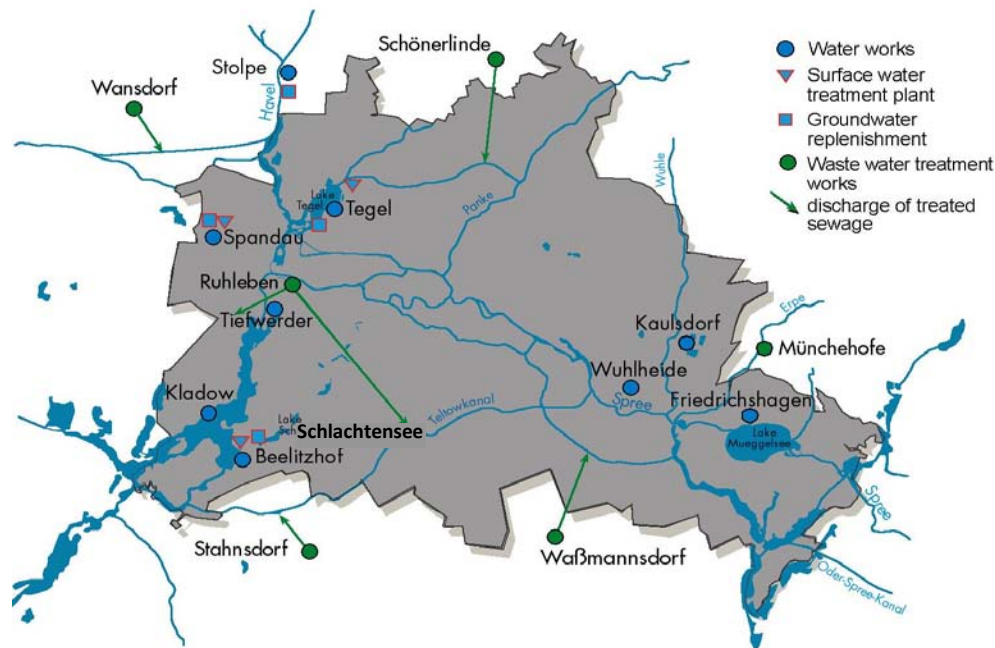 Schönerlinde
Stolpe
Wansdorf
Havel
Water works
Surface water
treatment plant
Groundwater
replenishment
Waste water treatment
works
discharge of treated
sewage
Wuhle
Lake
Tegel
Tegel
Panke
Spandau
Ruhleben
Tiefwerder
Erpe
Kaulsdorf
Münchehofe
Wuhlheide
Spree
Friedrichshagen
Kladow
Teltowkanal
Lake
Sch
Schlachtensee
Lake
Mueggelsee
Beelitzhof
Spree
Stahnsdorf
Waßmannsdorf
Oder-Spree-Kanal